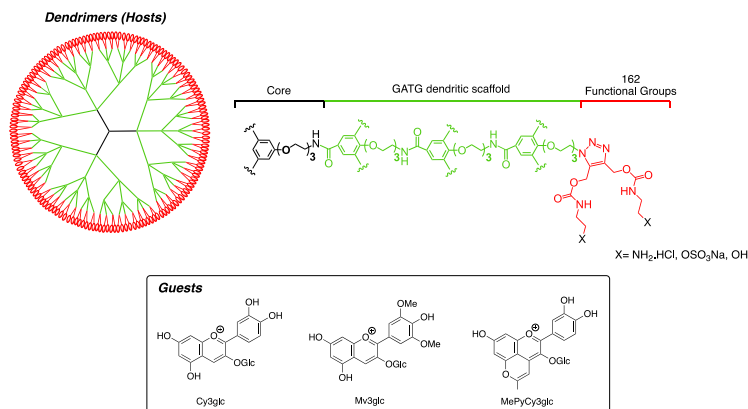 Dendrimers (Hosts)
162
Core
GATG dendritic scaffold
Functional Groups
O
3
H
N
O
O
3
N
H
O
O
3
H
N
O
O
3
N
N
N
O
O
O
O
HN
NH
X
X
X= NH2.HCl, OSO3Na, OH
Guests
OH
OH
HO
O
⊖
OGlc
OH
Cy3glc
OMe
OH
HO
O
⊕
OMe
OGlc
OH
Mv3glc
OH
OH
HO
O
⊕
OGlc
O
MePyCy3glc